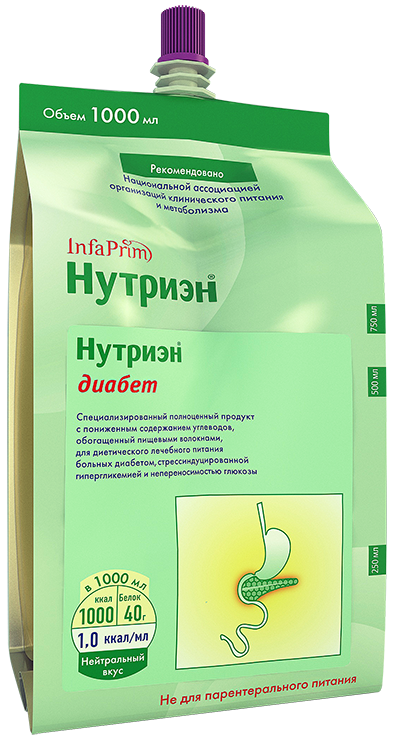 Объем 1000 мл
Рекомендовано
Национальной ассоциацией
организаций клинического питания
и метаболизма
InfaPrim
Нутриэн®
750 мл
Нутриэн
диабет
500 мл
Специализированный полноценный продукт
с пониженным содержанием углеводов,
обогащенный пищевыми волокнами,
для диетического лечебного питания
больных диабетом, стрессиндуцированной
гипергликемией и непереносимостью глюкозы
250 мл
в 1000 мл
ккал Белок
1000 40г
1,0 ккал/мл
Нейтральный
вкус
Не для парентерального питания